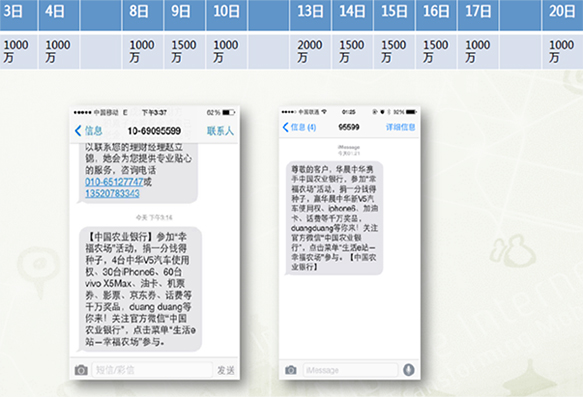 3日 4日 8日 9日 10日 13日 14日 15日 16日 17日 20日
1000万 1000万 1000万 1500万 1000万 2000万 1500万 1500万 1500万 1000万 1000万
中国移动 E 下午3:37 62%
信息 10-69095599 联系人
以联系您的理财经理赵立
锦，她会为您提供专业贴心
的服务，咨询电话
010-65127747或
13520783343
今天 下午3:16
【中国农业银行】参加“幸
福农场”活动，捐一分钱得
种子，4台中华V5汽车使用
权、30台iPhone6、60台
vivo X5Max、油卡、机票
券、影票、京东券、话费等
千万奖品，duang duang等
你来！关注官方微信“中国
农业银行”，点击菜单“生活e
站—幸福农场”参与。
短信/彩信 发送
中国联通 01:25 32%
信息 (4) 95599 详细信息
iMessage
今天 01:21
尊敬的客户，华晨中华携
手中国农业银行，参加“幸
福农场”活动，捐一分钱得
种子，赢华晨中华新V5汽
车使用权、iphone6、加油
卡、话费等千万奖品，
duangduang等你来！关注
官方微信“中国农业银
行”，点击菜单“生活e站—
幸福农场”参与。【中国农
业银行】
iMessage